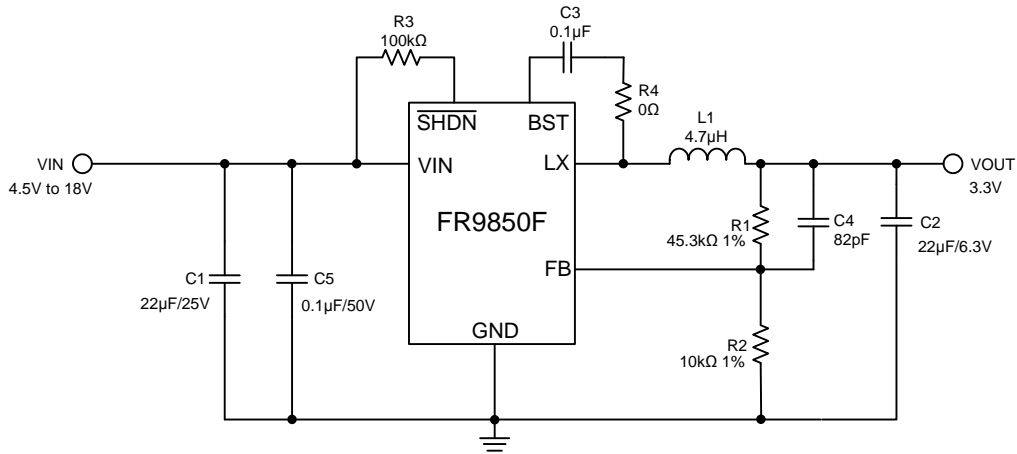 C3
0.1µF
R3
100kΩ
R4
0Ω
SHDN
BST
L1
4.7µH
VIN
4.5V to 18V
VIN
LX
VOUT
3.3V
FR9850F
R1
45.3kΩ 1%
C4
82pF
C2
22µF/6.3V
FB
C1
22µF/25V
C5
0.1µF/50V
GND
R2
10kΩ 1%